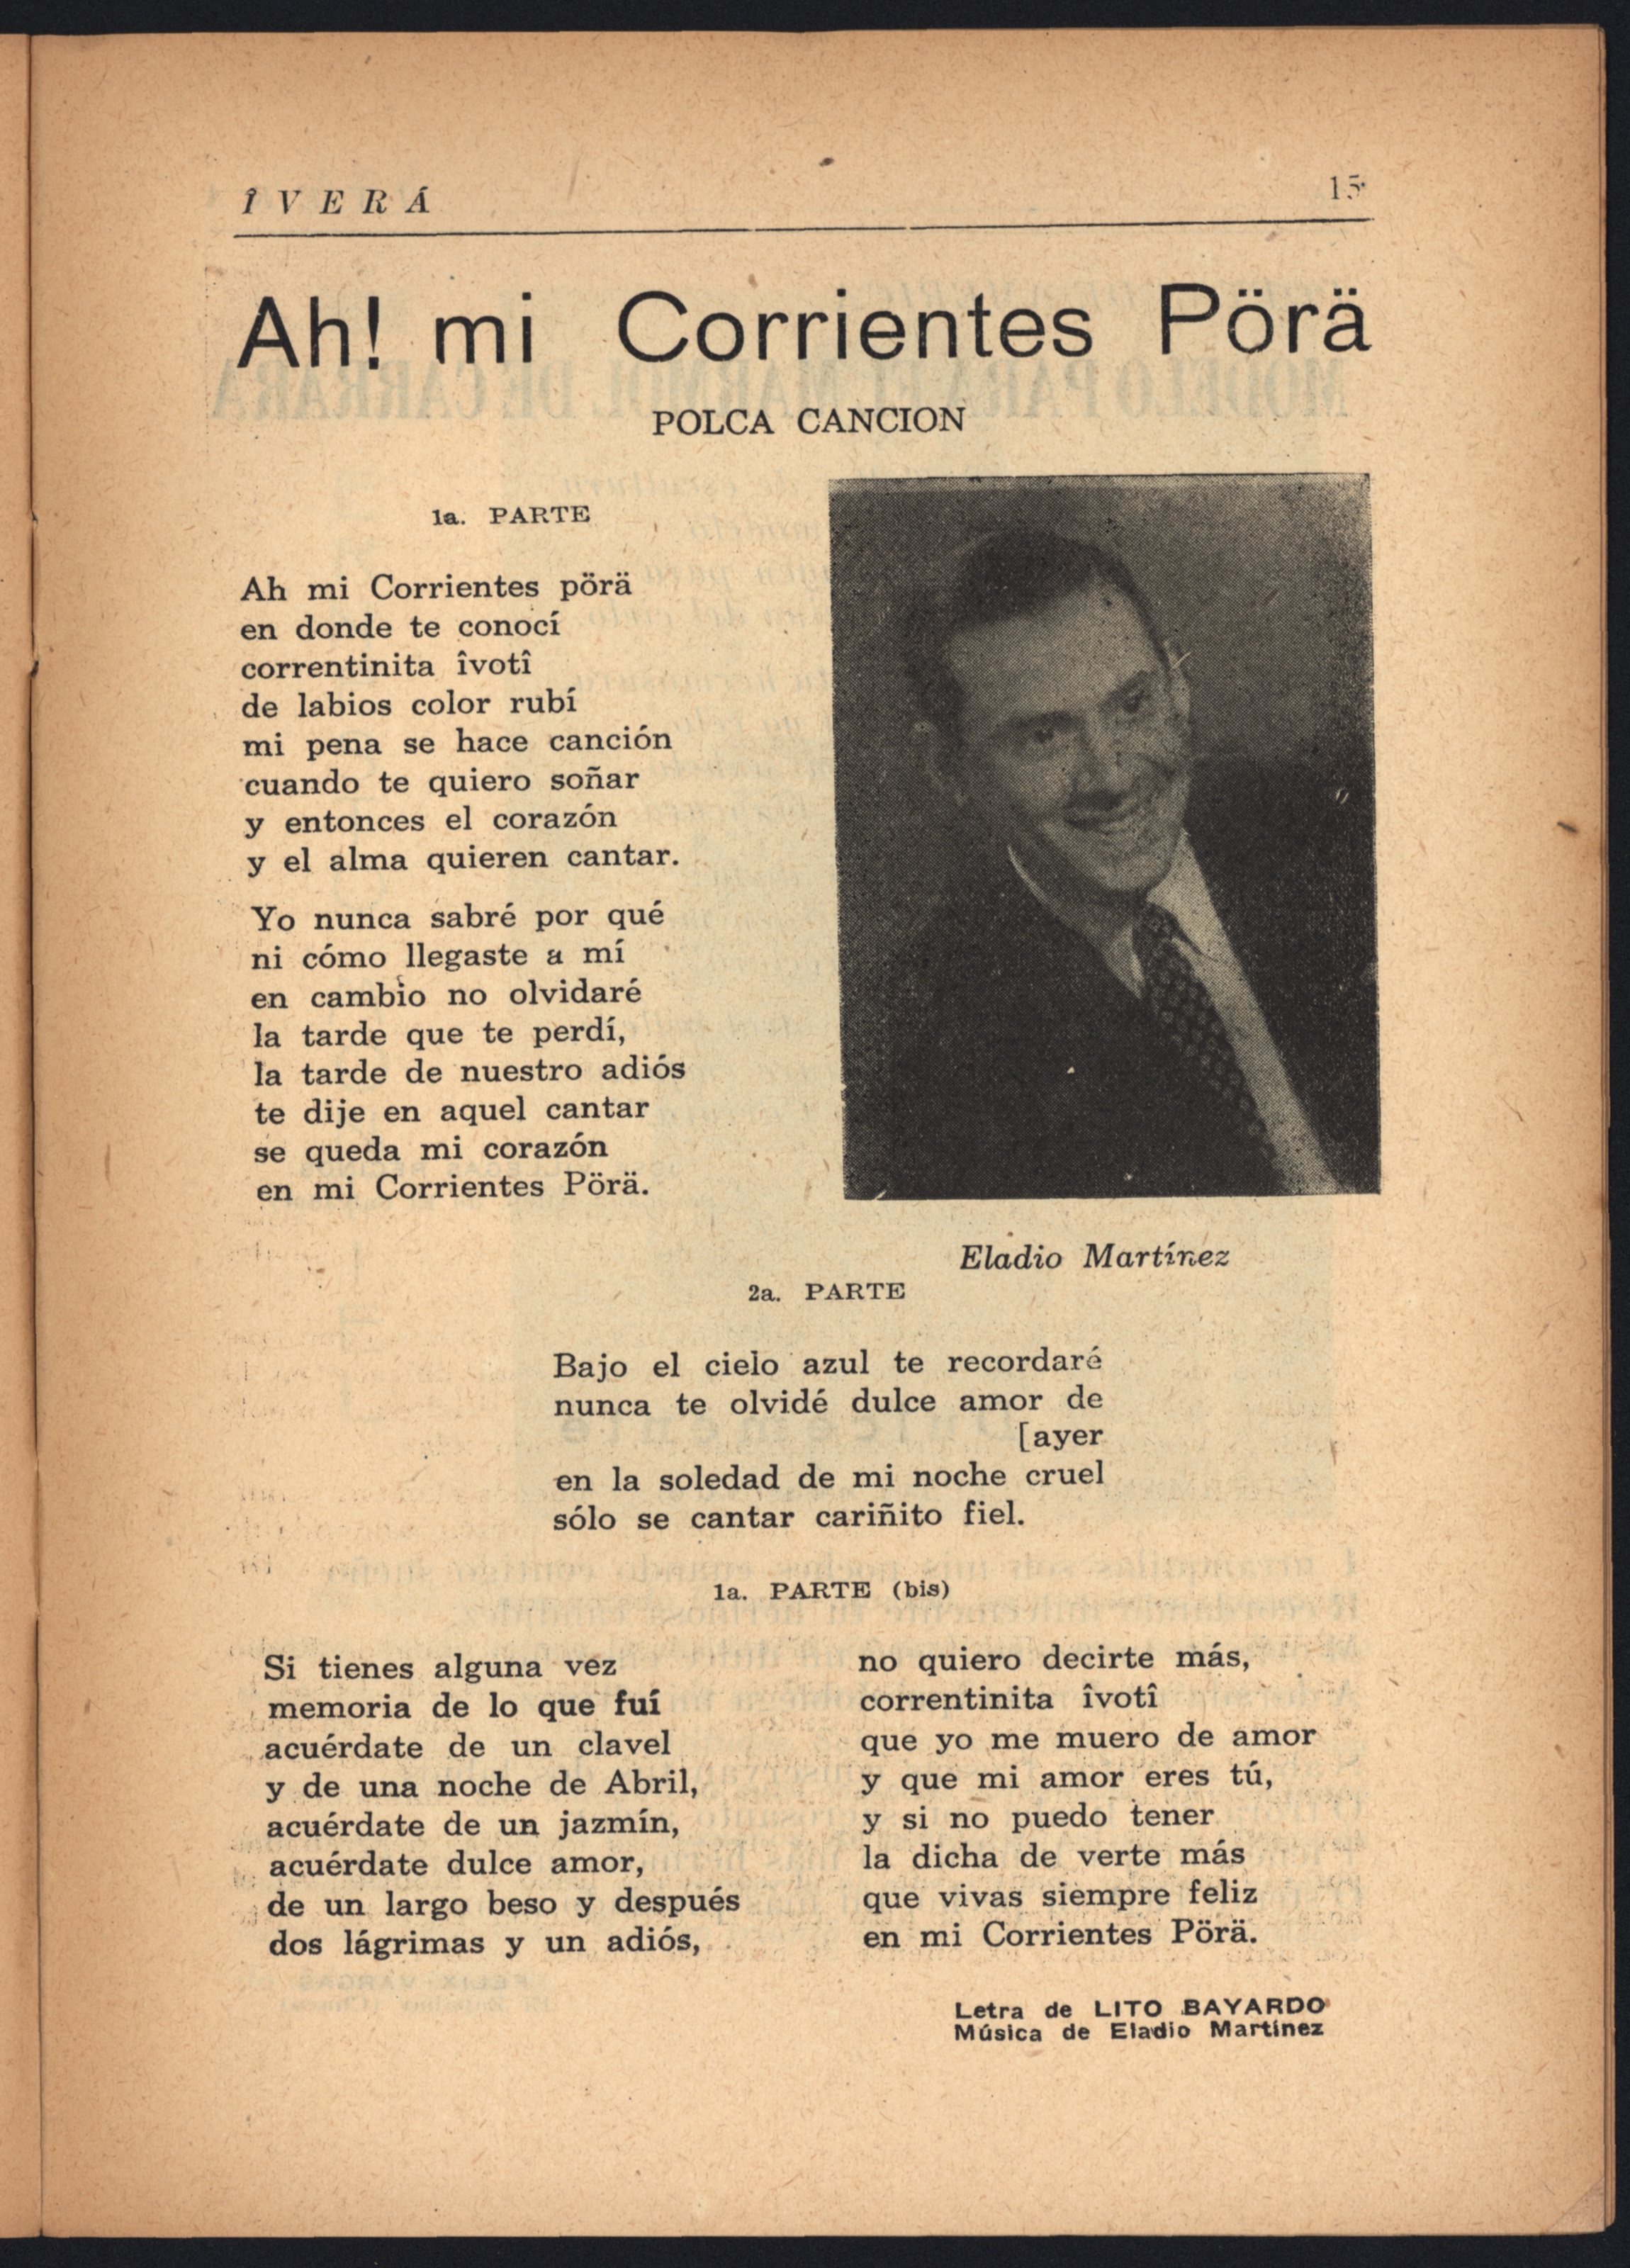 ÎVERÁ
15
Ah! mi Corrientes Pörä
POLCA CANCION
1a. PARTE
Ah mi Corrientes pörä
en donde te conocí
correntinita îvotî
de labios color rubí
mi pena se hace canción
cuando te quiero soñar
y entonces el corazón
y el alma quieren cantar.
Yo nunca sabré por qué
ni cómo llegaste a mí
en cambio no olvidaré
la tarde que te perdí,
la tarde de nuestro adiós
te dije en aquel cantar
se queda mi corazón
en mi Corrientes Pörä.
Eladio Martínez
2a. PARTE
Bajo el cielo azul te recordaré
nunca te olvidé dulce amor de
[ayer
en la soledad de mi noche cruel
sólo se cantar cariñito fiel.
1a. PARTE (bis)
Si tienes alguna vez
memoria de lo que fuí
acuérdate de un clavel
y de una noche de Abril,
acuérdate de un jazmín,
acuérdate dulce amor,
de un largo beso y después
dos lágrimas y un adiós,
no quiero decirte más,
correntinita îvotî
que yo me muero de amor
y que mi amor eres tú,
y si no puedo tener
la dicha de verte más
que vivas siempre feliz
en mi Corrientes Pörä.
Letra de LITO BAYARDO
Música de Eladio Martínez